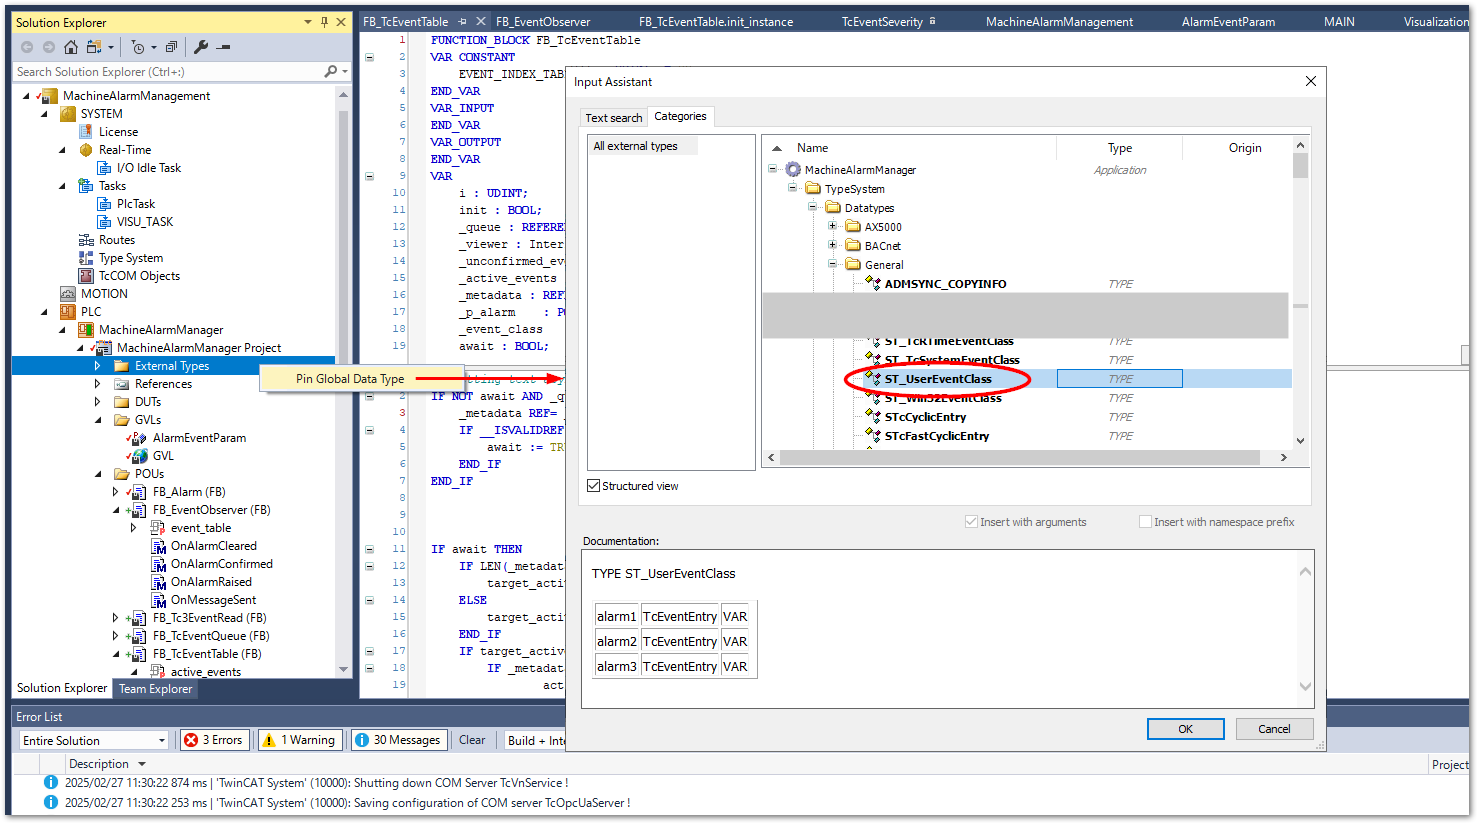 Solution Explorer
Search Solution Explorer (Ctrl+;)
MachineAlarmManagement
SYSTEM
License
Real-Time
I/O Idle Task
Tasks
PlcTask
VISU_TASK
Routes
Type System
TcCOM Objects
MOTION
PLC
MachineAlarmManager
MachineAlarmManager Project
External Types
References
DUTs
GVLs
AlarmEventParam
GVL
POUs
FB_Alarm (FB)
FB_EventObserver (FB)
event_table
OnAlarmCleared
OnAlarmConfirmed
OnAlarmRaised
OnMessageSent
FB_Tc3EventRead (FB)
FB_TcEventQueue (FB)
FB_TcEventTable (FB)
active_events
Solution Explorer Team Explorer
Pin Global Data Type
FB_TcEventTable FB_EventObserver FB_TcEventTable.init_instance TcEventSeverity MachineAlarmManagement AlarmEventParam MAIN Visualization
1 FUNCTION_BLOCK FB_TcEventTable
2 VAR CONSTANT
3 EVENT_INDEX_TAB
4 END_VAR
5 VAR_INPUT
6 END_VAR
7 VAR_OUTPUT
8 END_VAR
9 VAR
10 i : UDINT;
11 init : BOOL;
12 _queue : REFERE
13 _viewer : Inter
14 _unconfirmed_ev
15 _active_events
16 _metadata : REF
17 _p_alarm : P
18 _event_class
19 await : BOOL;
2 IF NOT await AND _q
3 _metadata REF=
4 IF __ISVALIDREF
5 await := TR
6 END_IF
7 END_IF
8
9
10
11 IF await THEN
12 IF LEN(_metada
13 target_acti
14 ELSE
15 target_acti
16 END_IF
17 IF target_activ
18 IF _metada
19 act
Input Assistant
Text search Categories
All external types
Name Type Origin
MachineAlarmManager Application
TypeSystem
Datatypes
AX5000
BACnet
General
ADMSYNC_COPYINFO TYPE
ST_TcRTimeEventClass TYPE
ST_TcSystemEventClass TYPE
ST_UserEventClass TYPE
ST_Win32EventClass TYPE
STcCyclicEntry TYPE
STcFastCyclicEntry TYPE
Structured view
Insert with arguments Insert with namespace prefix
Documentation:
TYPE ST_UserEventClass
alarm1 TcEventEntry VAR
alarm2 TcEventEntry VAR
alarm3 TcEventEntry VAR
OK Cancel
Error List
Entire Solution 3 Errors 1 Warning 30 Messages Clear Build + Inte
Description Project
2025/02/27 11:30:22 874 ms | 'TwinCAT System' (10000): Shutting down COM Server TcVnService !
2025/02/27 11:30:22 253 ms | 'TwinCAT System' (10000): Saving configuration of COM server TcOpcUaServer !